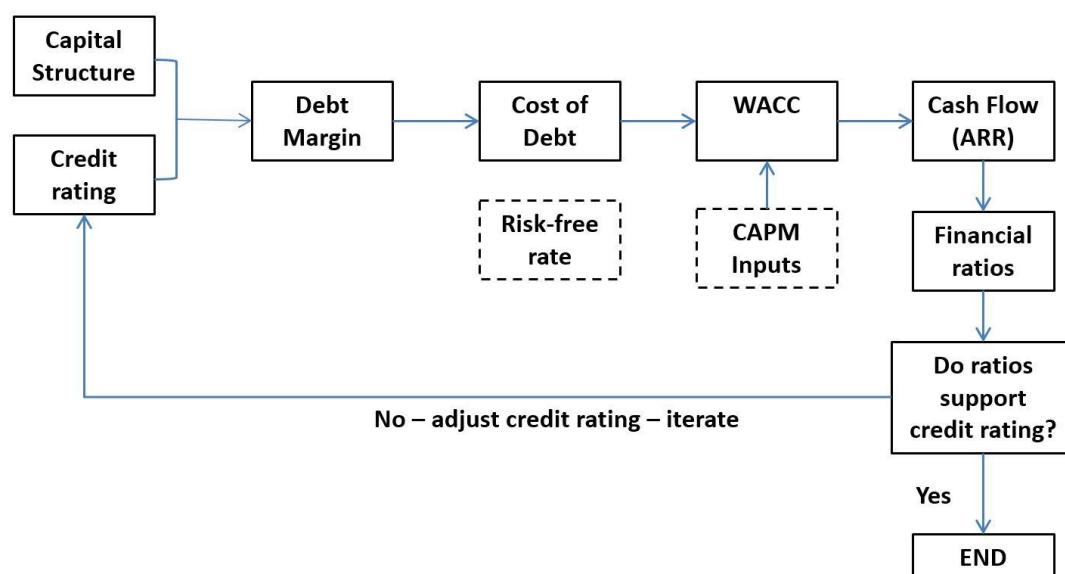 Capital
Structure
Credit
rating
Debt
Margin
Cost of
Debt
WACC
Cash Flow
(ARR)
Risk-free
rate
CAPM
Inputs
Financial
ratios
Do ratios
support
credit rating?
No – adjust credit rating – iterate
Yes
END